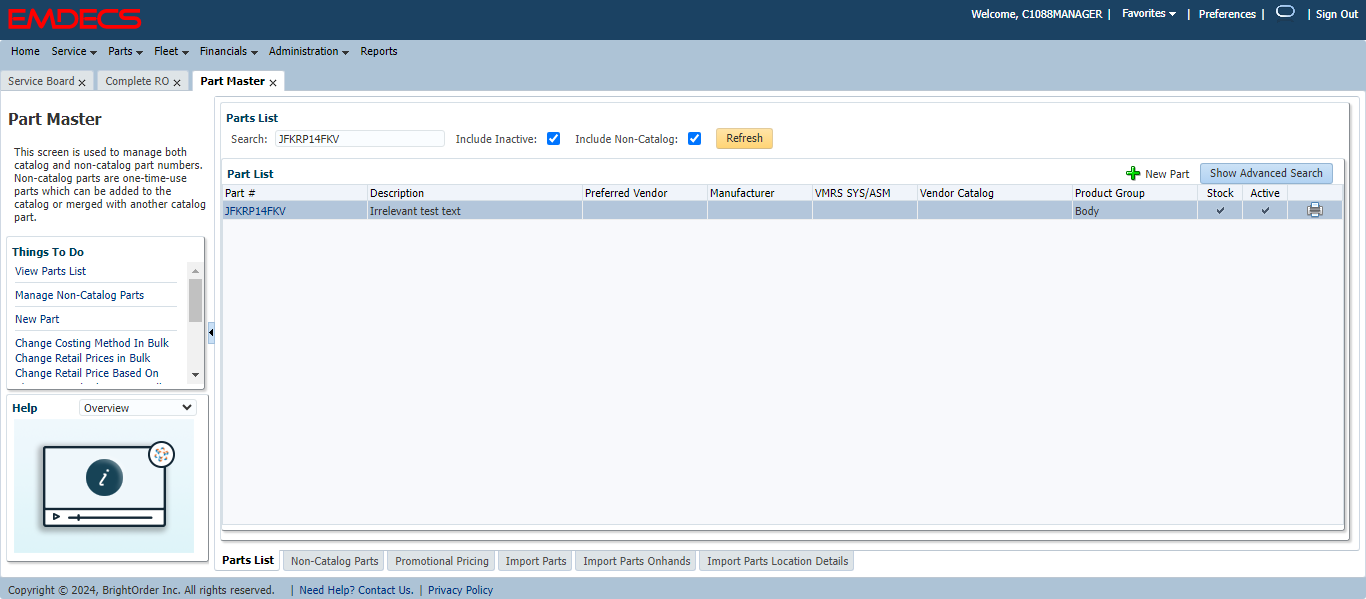 EMDECS
Welcome, C1088MANAGER | Favorites | Preferences | | Sign Out
Home Service Parts Fleet Financials Administration Reports
Service Board x Complete RO x Part Master x
Part Master
This screen is used to manage both
catalog and non-catalog part numbers.
Non-catalog parts are one-time-use
parts which can be added to the
catalog or merged with another catalog
part.
Things To Do
View Parts List
Manage Non-Catalog Parts
New Part
Change Costing Method In Bulk
Change Retail Prices in Bulk
Change Retail Price Based On
Help Overview
i
Parts List
Search: JFKRP14FKV Include Inactive: Include Non-Catalog: Refresh
Part List New Part Show Advanced Search
Part # Description Preferred Vendor Manufacturer VMRS SYS/ASM Vendor Catalog Product Group Stock Active
JFKRP14FKV Irrelevant test text Body
Parts List Non-Catalog Parts Promotional Pricing Import Parts Import Parts Onhands Import Parts Location Details
Copyright © 2024, BrightOrder Inc. All rights reserved. | Need Help? Contact Us. | Privacy Policy